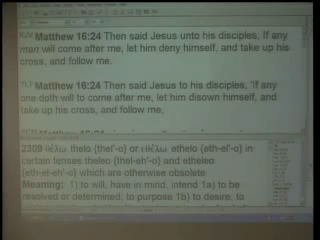 KJV Matthew 16:24 Then said Jesus unto his disciples, If any
man will come after me, let him deny himself, and take up his
cross, and follow me.
YLT Matthew 16:24 Then said Jesus to his disciples, 'If any
one doth will to come after me, let him disown himself, and
take up his cross, and follow me,
Matthew 16:24
2309 θέλω thelo {thel'-o} or ἐθέλω ethelo {eth-el'-o} in
certain tenses theleo {thel-eh'-o} and etheleo
{eth-el-eh'-o} which are otherwise obsolete
Meaning: 1) to will, have in mind, intend 1a) to be
resolved or determined, to purpose 1b) to desire, to